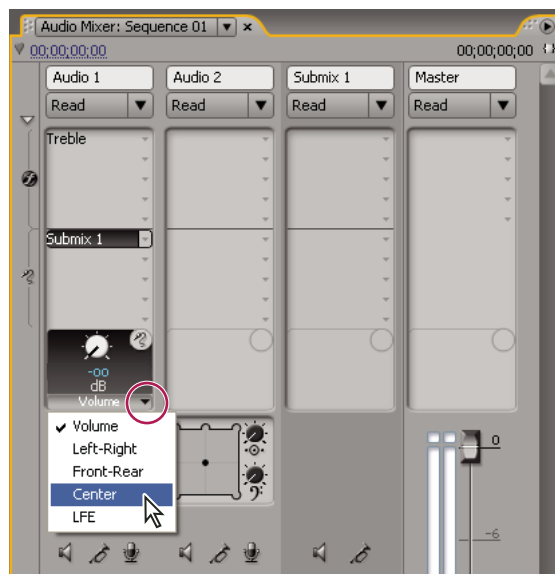 Audio Mixer: Sequence 01
00;00;00;00 00;00;00;00
Audio 1 Audio 2 Submix 1 Master
Read Read Read Read
Treble
Submix 1
-oo
dB
Volume
Volume
Left-Right
Front-Rear
Center
LFE
0
-6